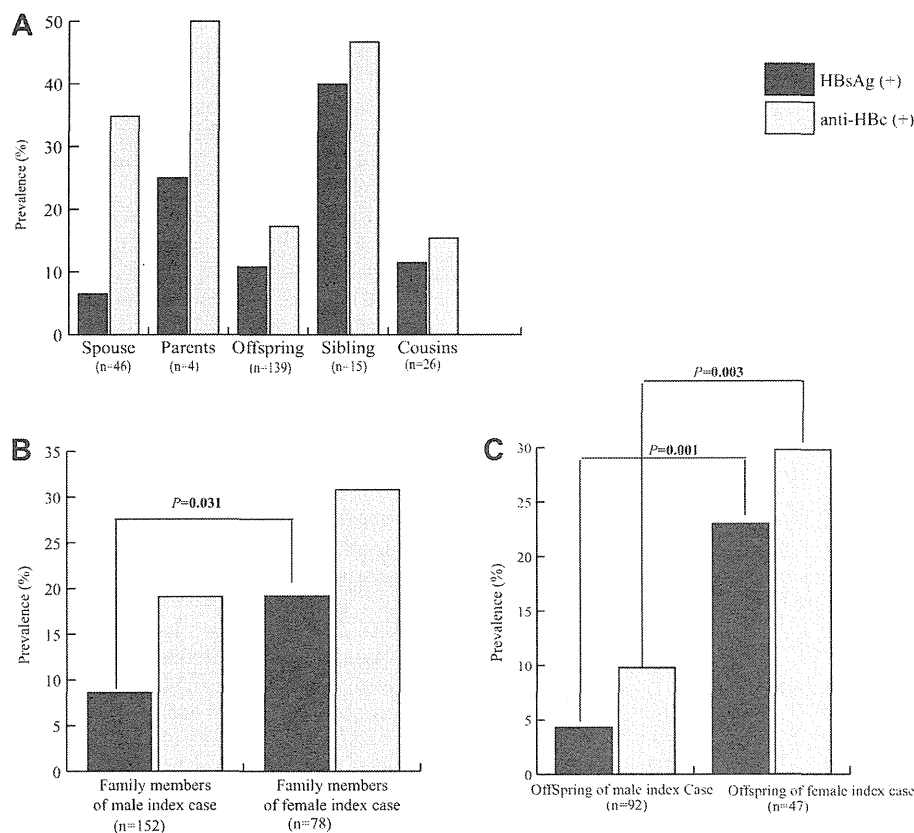 A
50
40
30
20
10
0
Prevalence (%)
Spouse Parents Offspring Sibling Cousins
(n=46) (n=4) (n=139) (n=15) (n=26)
HBsAg (+)
anti-HBc (+)
B
35
30
25
20
15
10
5
0
Prevalence (%)
P=0.031
Family members
of male index case
(n=152)
Family members
of female index case
(n=78)
C
30
25
20
15
10
5
0
Prevalence (%)
P=0.003
P=0.001
OffSpring of male index Case
(n=92)
Offspring of female index case
(n=47)